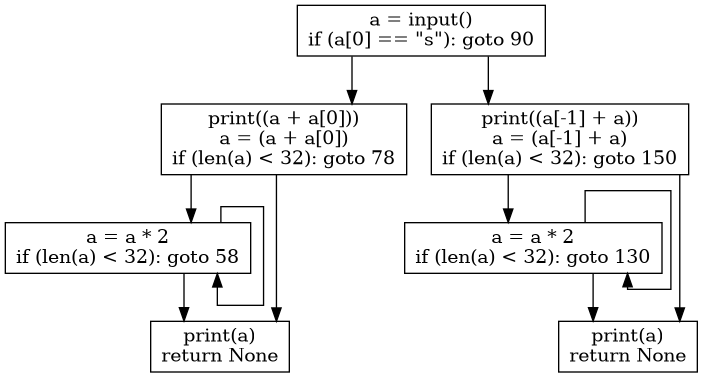 a = input()
if (a[0] == "s"): goto 90
print((a + a[0]))
a = (a + a[0])
if (len(a) < 32): goto 78
print((a[-1] + a))
a = (a[-1] + a)
if (len(a) < 32): goto 150
a = a * 2
if (len(a) < 32): goto 58
a = a * 2
if (len(a) < 32): goto 130
print(a)
return None
print(a)
return None